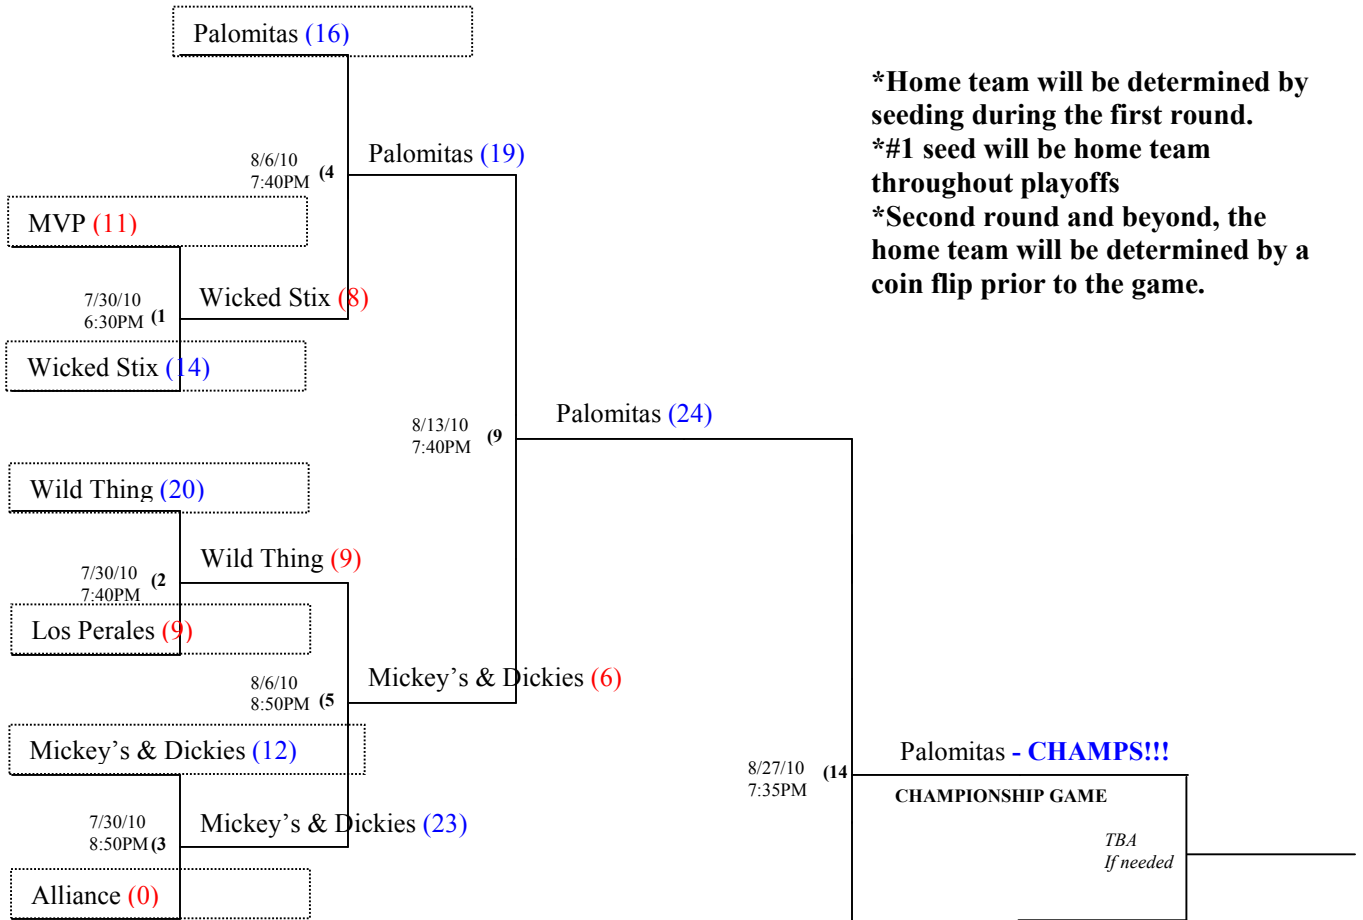 Palomitas (16)
*Home team will be determined by
seeding during the first round.
*#1 seed will be home team
throughout playoffs
*Second round and beyond, the
home team will be determined by a
coin flip prior to the game.
8/6/10
7:40PM (4
Palomitas (19)
MVP (11)
7/30/10
6:30PM (1
Wicked Stix (8)
Wicked Stix (14)
8/13/10
7:40PM (9
Palomitas (24)
Wild Thing (20)
7/30/10
7:40PM (2
Wild Thing (9)
Los Perales (9)
8/6/10
8:50PM (5
Mickey’s & Dickies (6)
Mickey’s & Dickies (12)
7/30/10
8:50PM (3
Mickey’s & Dickies (23)
Alliance (0)
8/27/10
7:35PM (14
Palomitas - CHAMPS!!!
CHAMPIONSHIP GAME
TBA
If needed